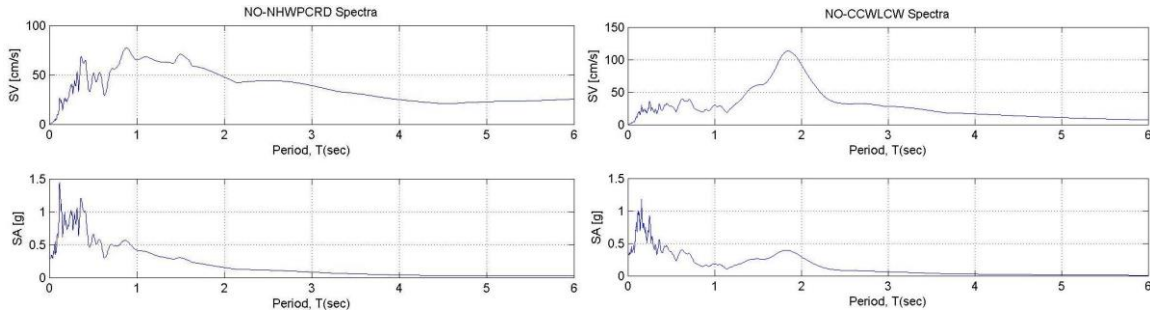 NO-NHWPCRD Spectra
100
50
0
SV [cm/s]
0 1 2 3 4 5 6
Period, T(sec)
1.5
1
0.5
0
SA [g]
0 1 2 3 4 5 6
Period, T(sec)
NO-CCWLCW Spectra
150
100
50
0
SV [cm/s]
0 1 2 3 4 5 6
Period, T(sec)
1.5
1
0.5
0
SA [g]
0 1 2 3 4 5 6
Period, T(sec)